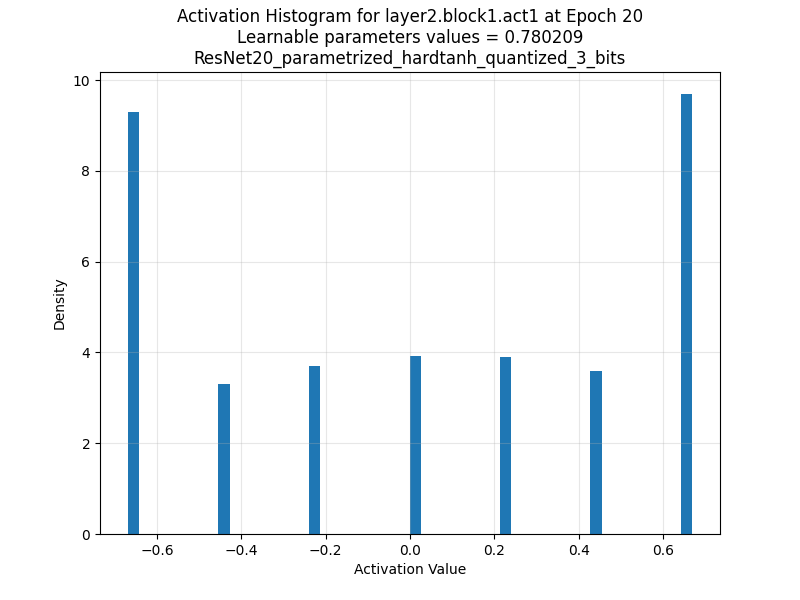 Activation Histogram for layer2.block1.act1 at Epoch 20
Learnable parameters values = 0.780209
ResNet20_parametrized_hardtanh_quantized_3_bits
10
8
6
4
2
0
Density
−0.6 −0.4 −0.2 0.0 0.2 0.4 0.6
Activation Value